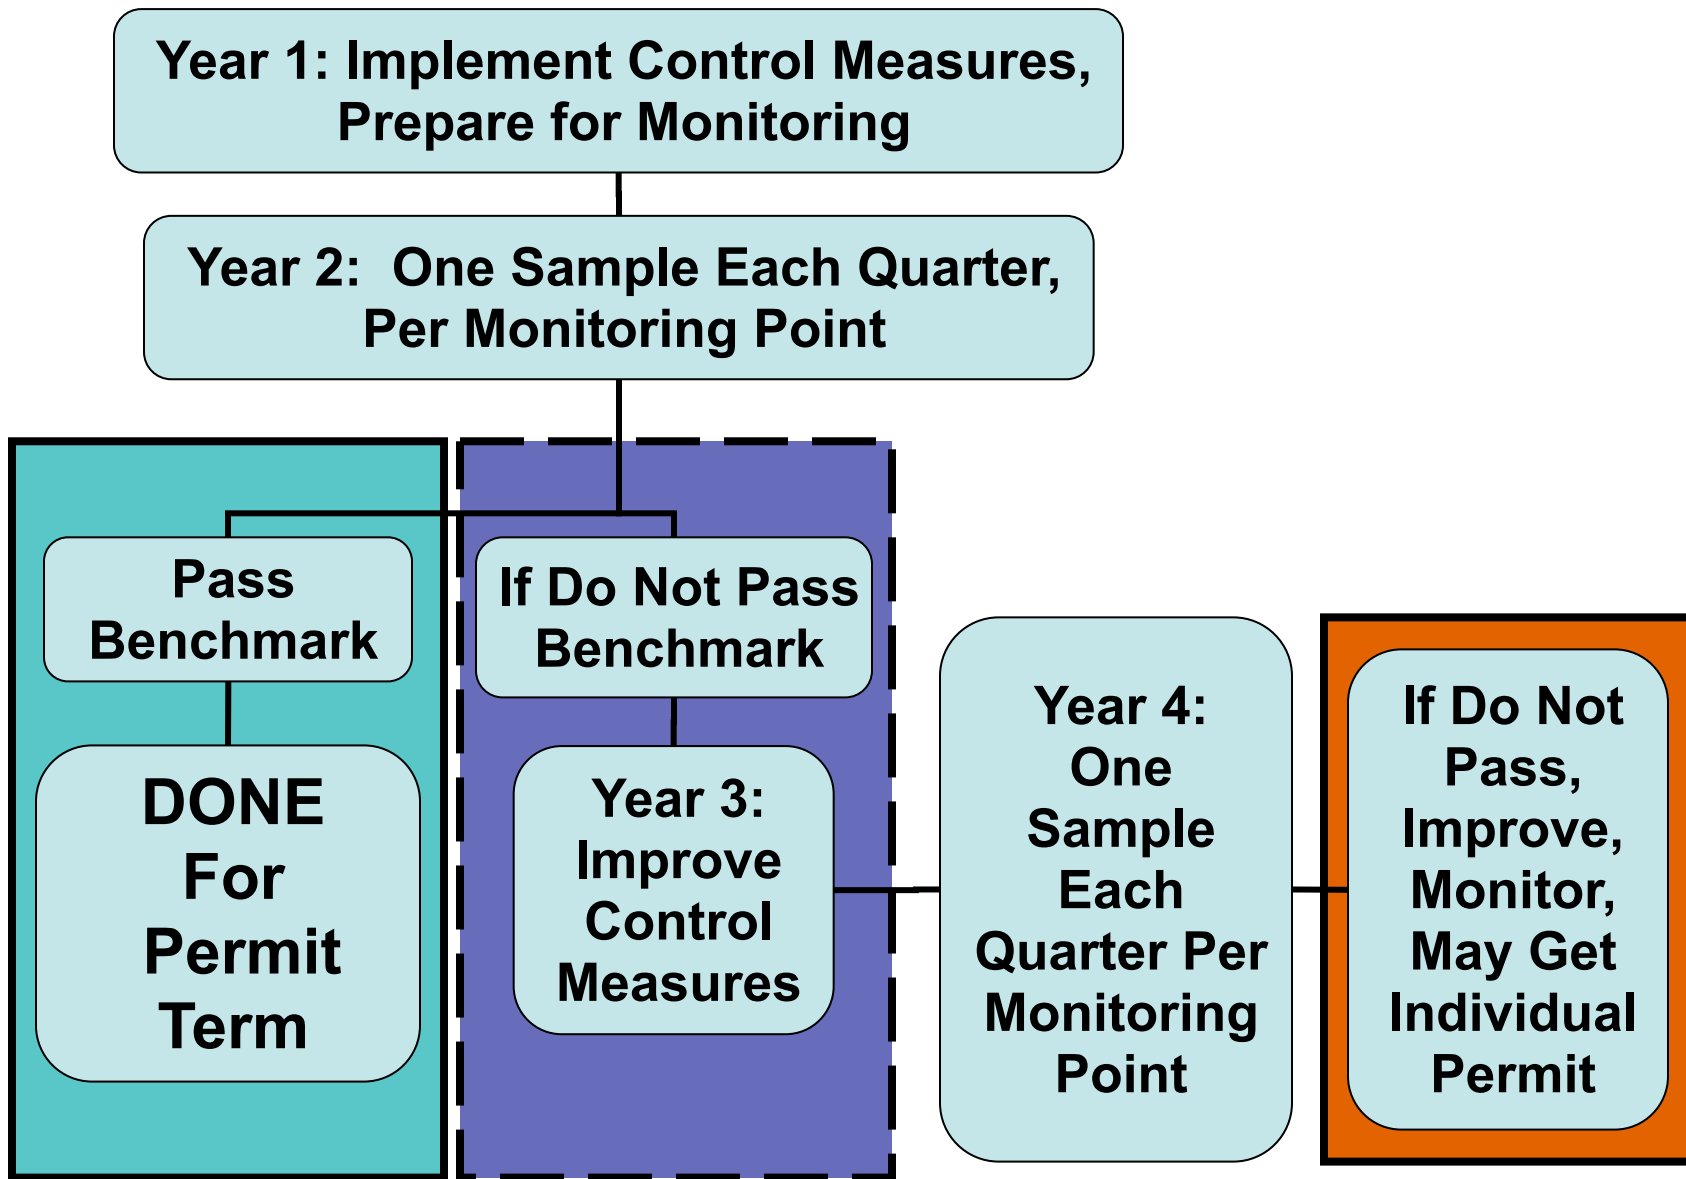 Year 1: Implement Control Measures,
Prepare for Monitoring
Year 2: One Sample Each Quarter,
Per Monitoring Point
Pass
Benchmark
If Do Not Pass
Benchmark
DONE
For
Permit
Term
Year 3:
Improve
Control
Measures
Year 4:
One
Sample
Each
Quarter Per
Monitoring
Point
If Do Not
Pass,
Improve,
Monitor,
May Get
Individual
Permit